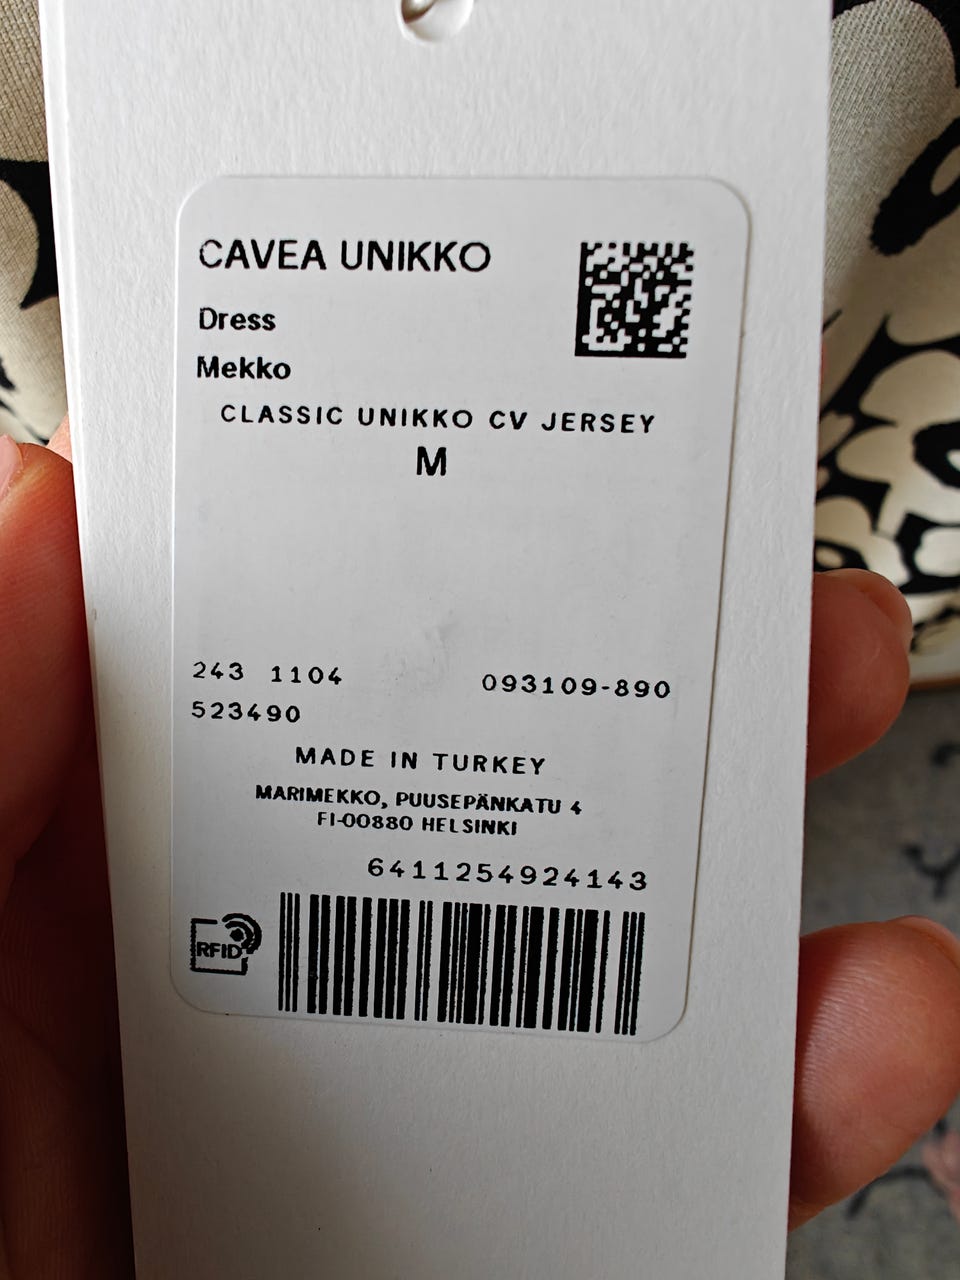 CAVEA UNIKKO
Dress
Mekko
CLASSIC UNIKKO CV JERSEY
M
243 1104
093109-890
523490
MADE IN TURKEY
MARIMEKKO, PUUSEPÄNKATU 4
FI-00880 HELSINKI
6411254924143
RFID